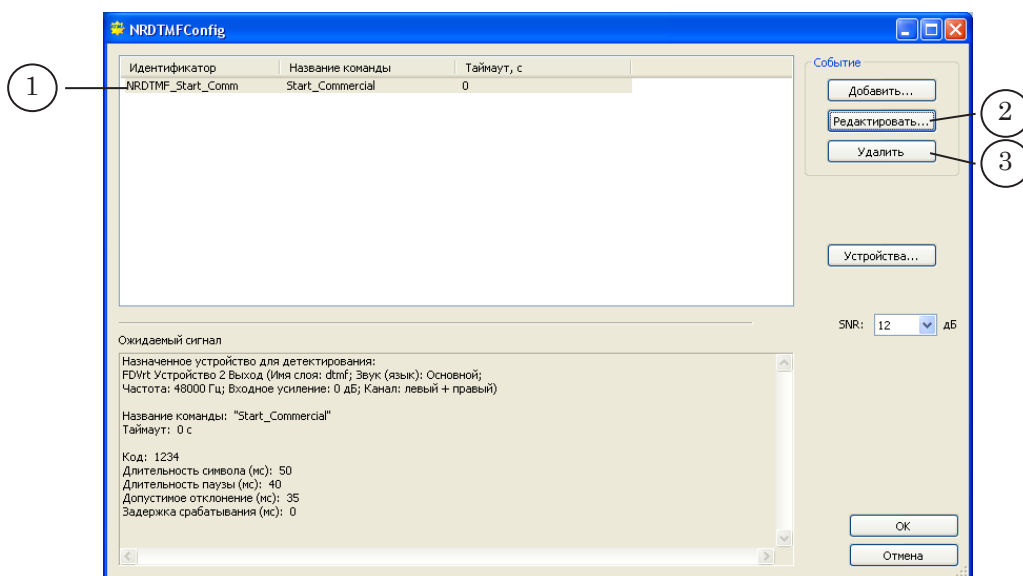 NRDTMFConfig
Идентификатор Название команды Таймаут, с
NRDTMF_Start_Comm Start_Commercial 0
1
Событие
Добавить...
Редактировать...
2
Удалить
3
Устройства...
SNR: 12 дБ
Ожидаемый сигнал
Назначенное устройство для детектирования:
FDVrt Устройство 2 Выход (Имя слоя: dtmf; Звук (язык): Основной;
Частота: 48000 Гц; Входное усиление: 0 дБ; Канал: левый + правый)
Название команды: "Start_Commercial"
Таймаут: 0 с
Код: 1234
Длительность символа (мс): 50
Длительность паузы (мс): 40
Допустимое отклонение (мс): 35
Задержка срабатывания (мс): 0
ОК
Отмена